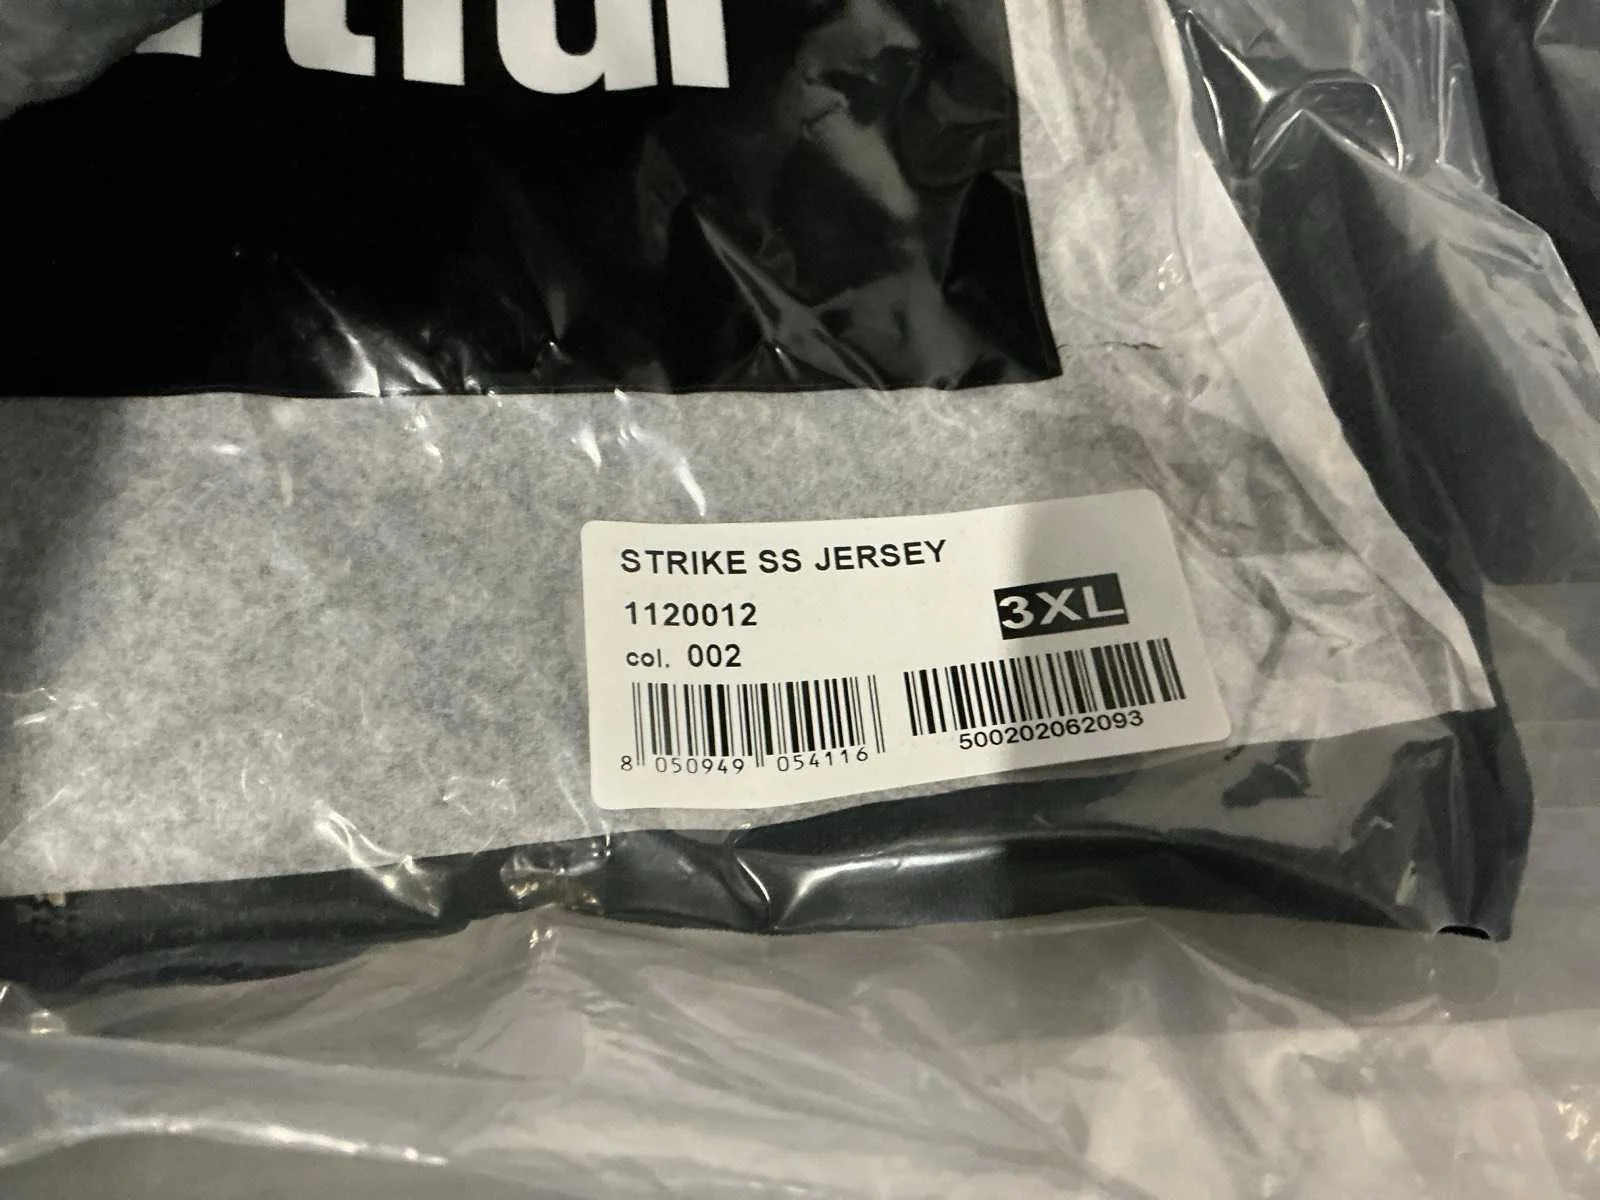 STRIKE SS JERSEY
1120012
3XL
col. 002
8 050949 054116
500202062093